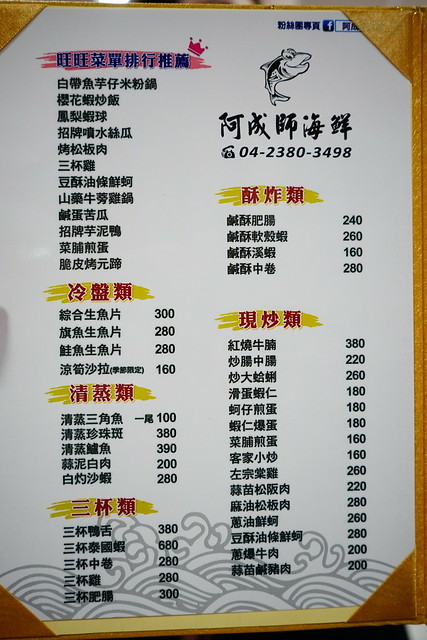 粉絲團專頁 f 阿成
旺旺菜單排行推薦
白帶魚芋仔米粉鍋
櫻花蝦炒飯
鳳梨蝦球
招牌噴水絲瓜
烤松板肉
三杯雞
豆酥油條鮮蚵
山藥牛蒡雞鍋
鹹蛋苦瓜
招牌芋泥鴨
菜脯煎蛋
脆皮烤元蹄
冷盤類
綜合生魚片 300
旗魚生魚片 280
鮭魚生魚片 280
涼筍沙拉(季節限定) 160
清蒸類
清蒸三角魚 一尾 100
清蒸珍珠斑 380
清蒸鱸魚 390
蒜泥白肉 200
白灼沙蝦 280
三杯類
三杯鴨舌 380
三杯泰國蝦 680
三杯中卷 280
三杯雞 280
三杯肥腸 300
阿成師海鮮
☎04-2380-3498
酥炸類
鹹酥肥腸 240
鹹酥軟殼蝦 260
鹹酥溪蝦 160
鹹酥中卷 280
現炒類
紅燒牛腩 380
炒腸中腸 220
炒大蛤蜊 260
滑蛋蝦仁 180
蚵仔煎蛋 180
蝦仁爆蛋 180
菜脯煎蛋 160
客家小炒 160
左宗棠雞 260
蒜苗松阪肉 220
麻油松板肉 280
蔥油鮮蚵 260
豆酥油條鮮蚵 280
蔥爆牛肉 200
蒜苗鹹豬肉 200